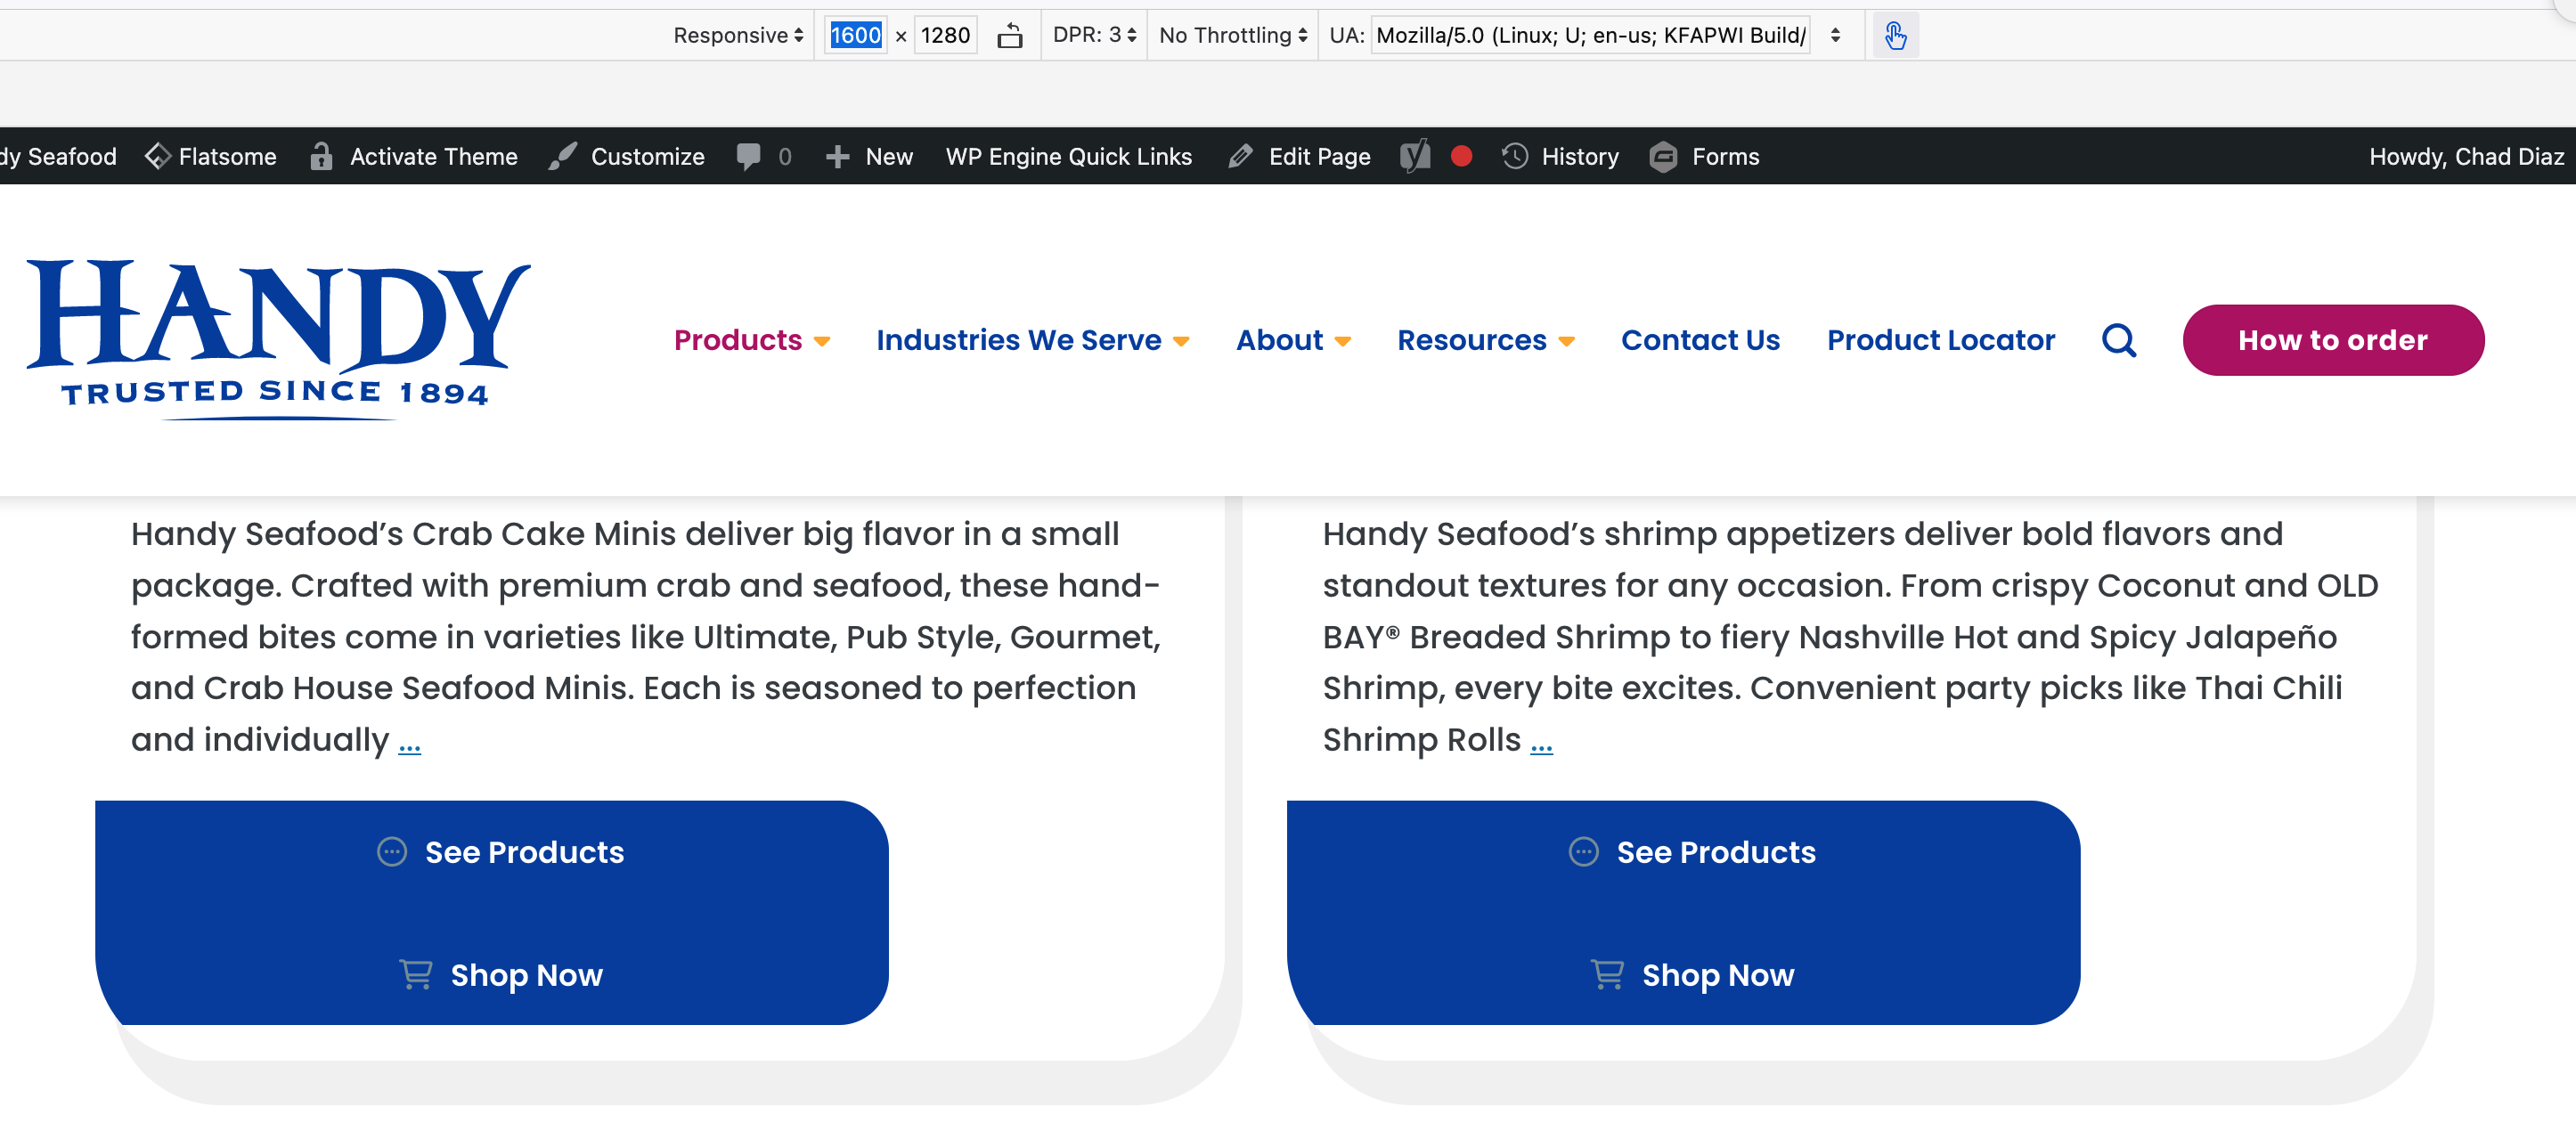 Responsive 1600 × 1280 DPR: 3 No Throttling UA: Mozilla/5.0 (Linux; U; en-us; KFAPWI Build/
dy Seafood Flatsome Activate Theme Customize 0 New WP Engine Quick Links Edit Page History Forms Howdy, Chad Diaz
HANDY
TRUSTED SINCE 1894
Products Industries We Serve About Resources Contact Us Product Locator How to order
Handy Seafood’s Crab Cake Minis deliver big flavor in a small
package. Crafted with premium crab and seafood, these hand-
formed bites come in varieties like Ultimate, Pub Style, Gourmet,
and Crab House Seafood Minis. Each is seasoned to perfection
and individually ...
See Products
Shop Now
Handy Seafood’s shrimp appetizers deliver bold flavors and
standout textures for any occasion. From crispy Coconut and OLD
BAY® Breaded Shrimp to fiery Nashville Hot and Spicy Jalapeño
Shrimp, every bite excites. Convenient party picks like Thai Chili
Shrimp Rolls ...
See Products
Shop Now